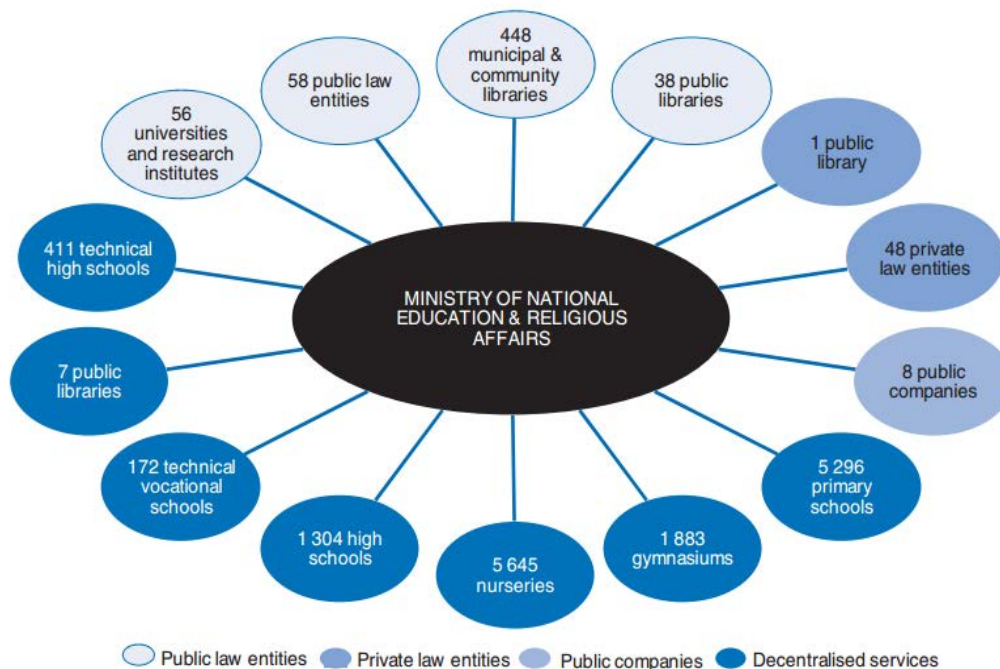 448
municipal &
community
libraries
58 public law
entities
38 public
libraries
56
universities
and research
institutes
1 public
library
411 technical
high schools
48 private
law entities
MINISTRY OF NATIONAL
EDUCATION & RELIGIOUS
AFFAIRS
7 public
libraries
8 public
companies
172 technical
vocational
schools
5 296
primary
schools
1 304 high
schools
5 645
nurseries
1 883
gymnasiums
Public law entities
Private law entities
Public companies
Decentralised services